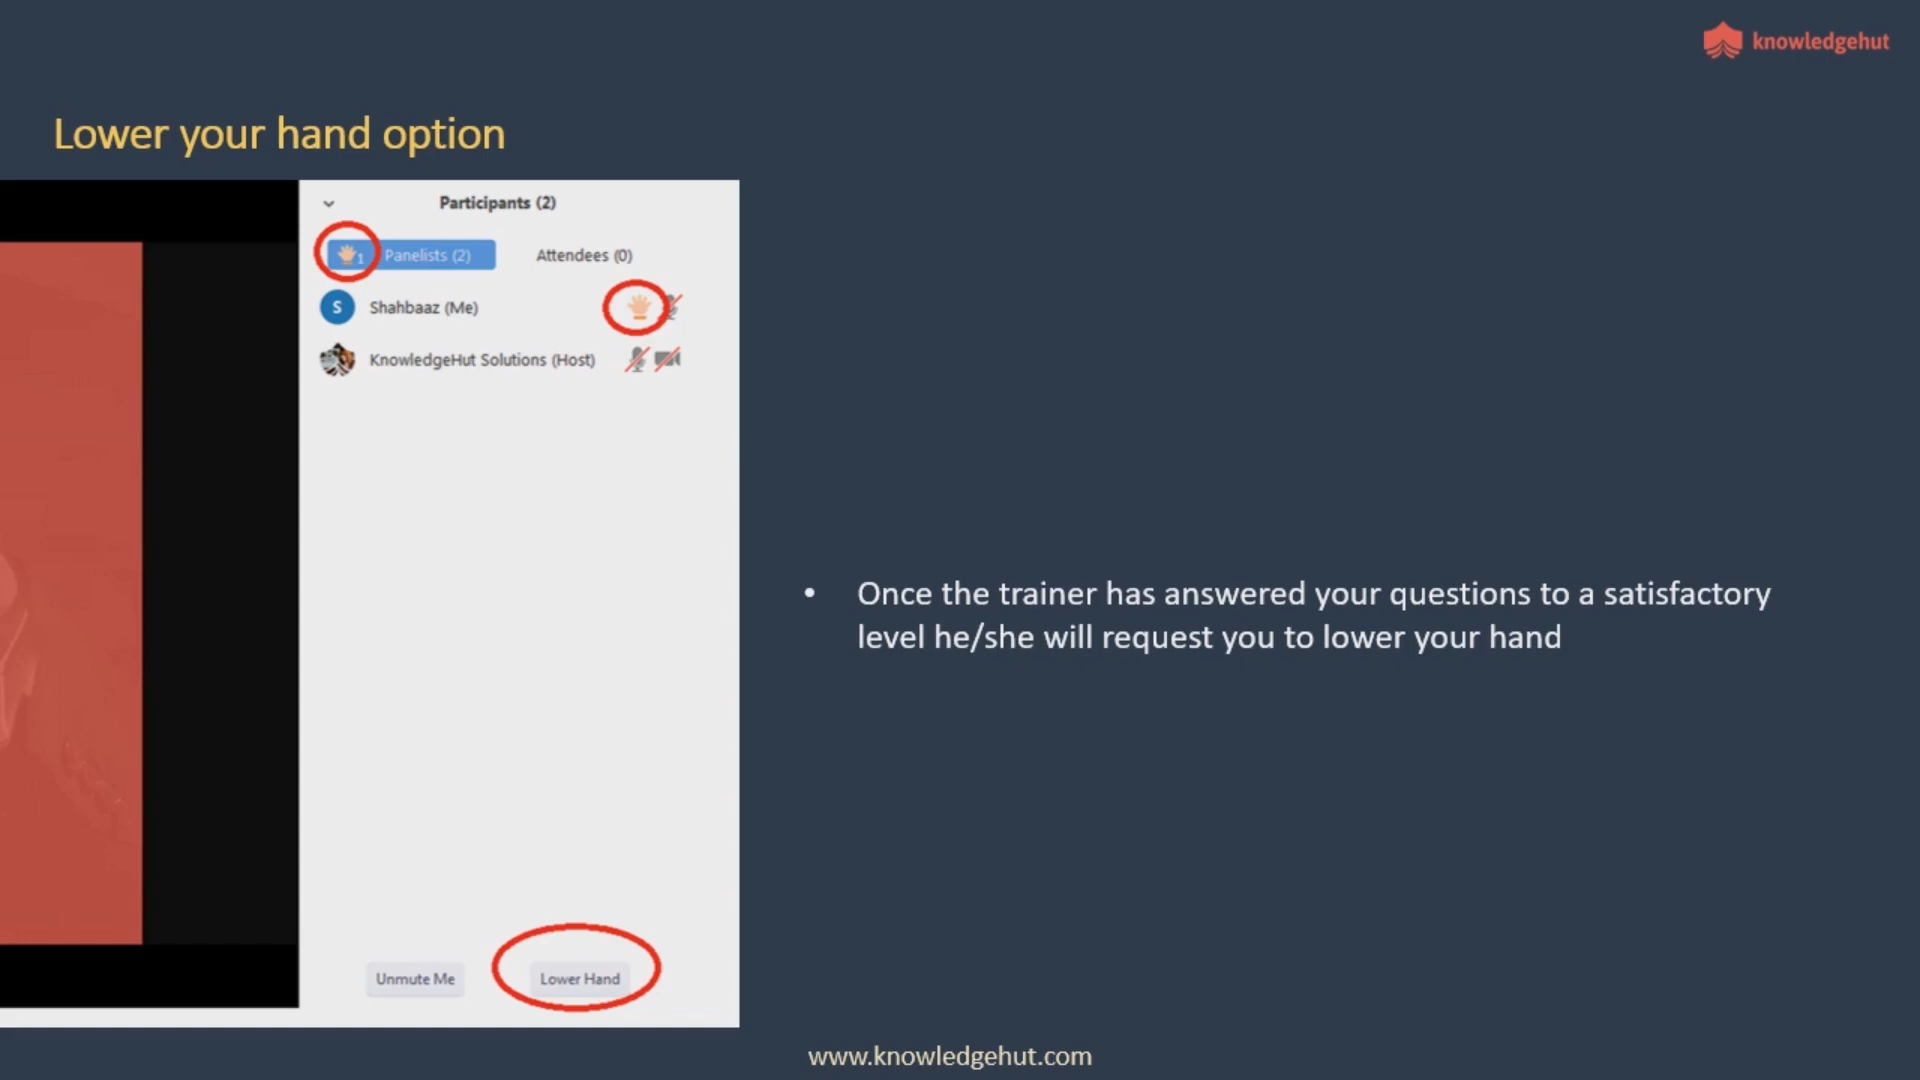 knowledgehut
Lower your hand option
Participants (2)
1 Panelists (2) Attendees (0)
S Shahbaaz (Me)
KnowledgeHut Solutions (Host)
• Once the trainer has answered your questions to a satisfactory
level he/she will request you to lower your hand
Unmute Me Lower Hand
www.knowledgehut.com